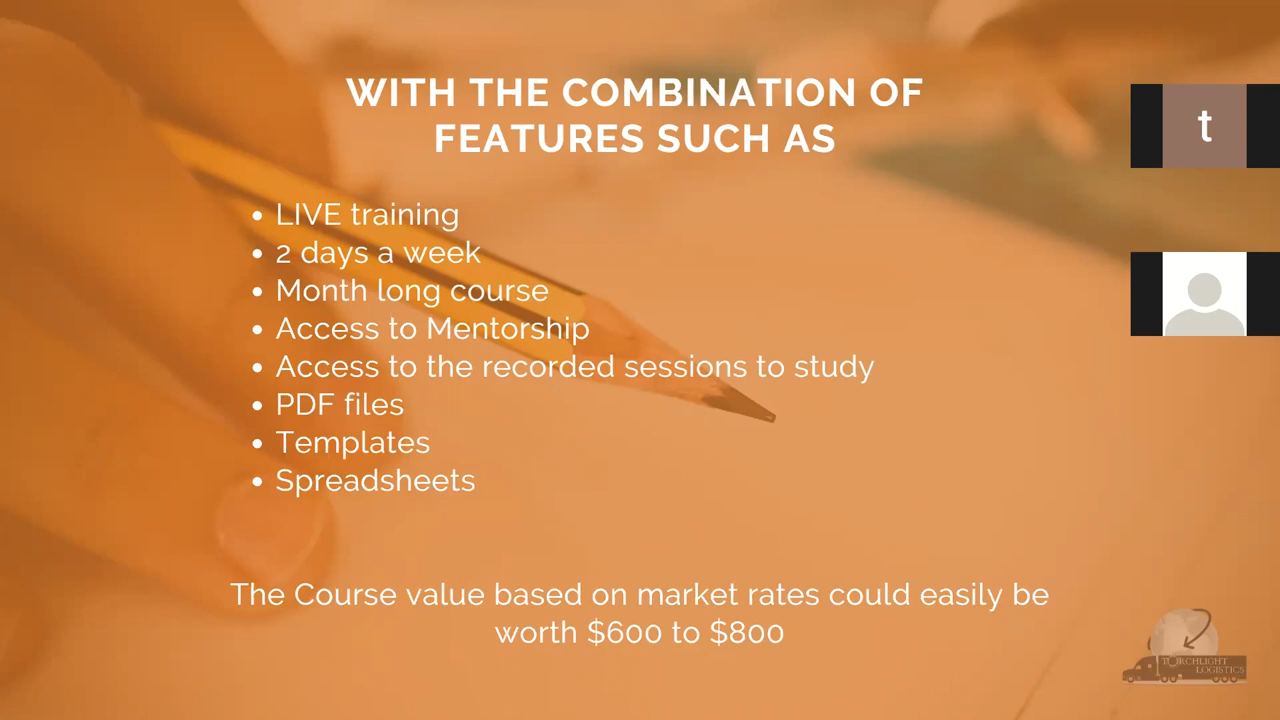 WITH THE COMBINATION OF
FEATURES SUCH AS
• LIVE training
• 2 days a week
• Month long course
• Access to Mentorship
• Access to the recorded sessions to study
• PDF files
• Templates
• Spreadsheets
The Course value based on market rates could easily be
worth $600 to $800
t
TORCHLIGHT
LOGISTICS